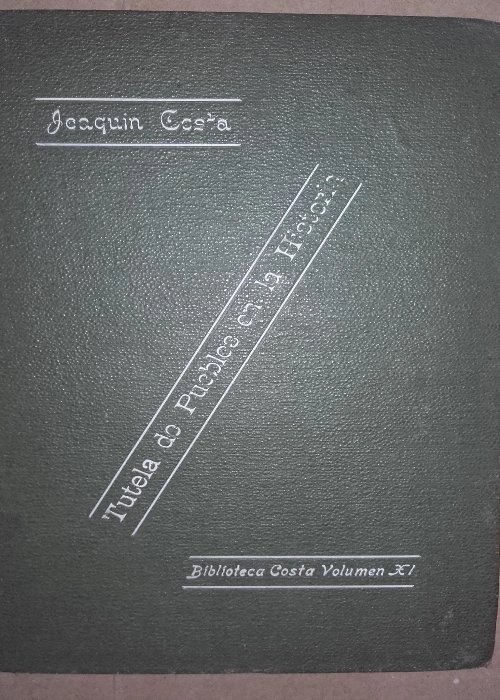 Joaquin Costa
Tutela de Pueblos en la Historia
Biblioteca Costa Volumen XI